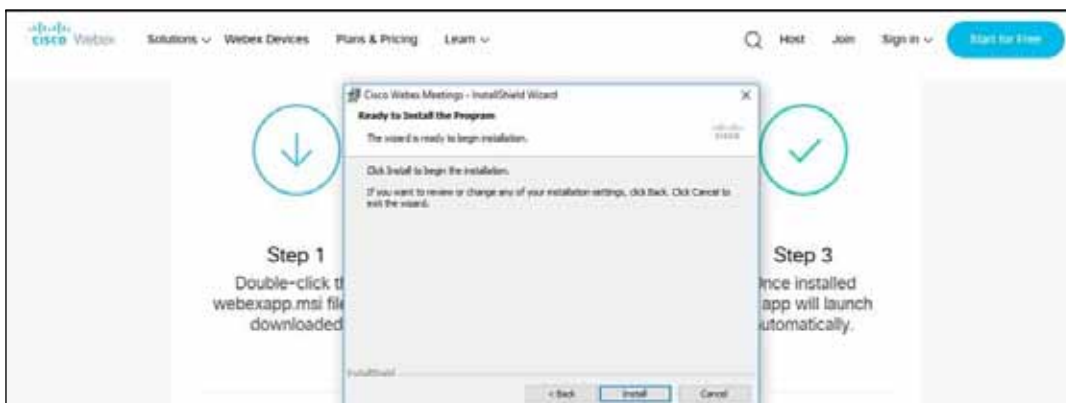 CISCO Webex
Solutions Webex Devices Plans & Pricing Learn Host Join Sign in Start for Free
Cisco Webex Meetings - InstallShield Wizard
Ready to Install the Program
The wizard is ready to begin installation.
CISCO
Click Install to begin the installation.
If you want to review or change any of your installation settings, click Back. Click Cancel to
exit the wizard.
Step 1
Double-click th
webexapp.msi file
downloaded
Step 3
Once installed
app will launch
utomatically.
InstallShield
< Back Install Cancel